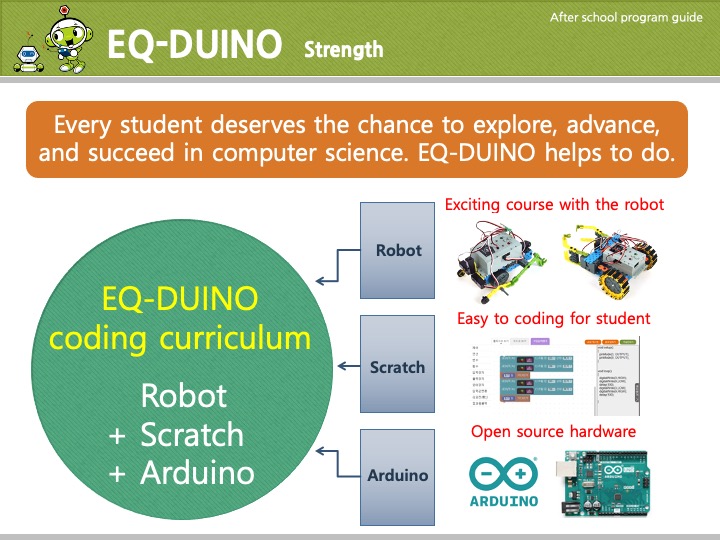 After school program guide
EQ-DUINO Strength
Every student deserves the chance to explore, advance,
and succeed in computer science. EQ-DUINO helps to do.
EQ-DUINO
coding curriculum
Robot
+ Scratch
+ Arduino
Robot
Exciting course with the robot
Scratch
Easy to coding for student
Arduino
Open source hardware
ARDUINO
ARDUINO